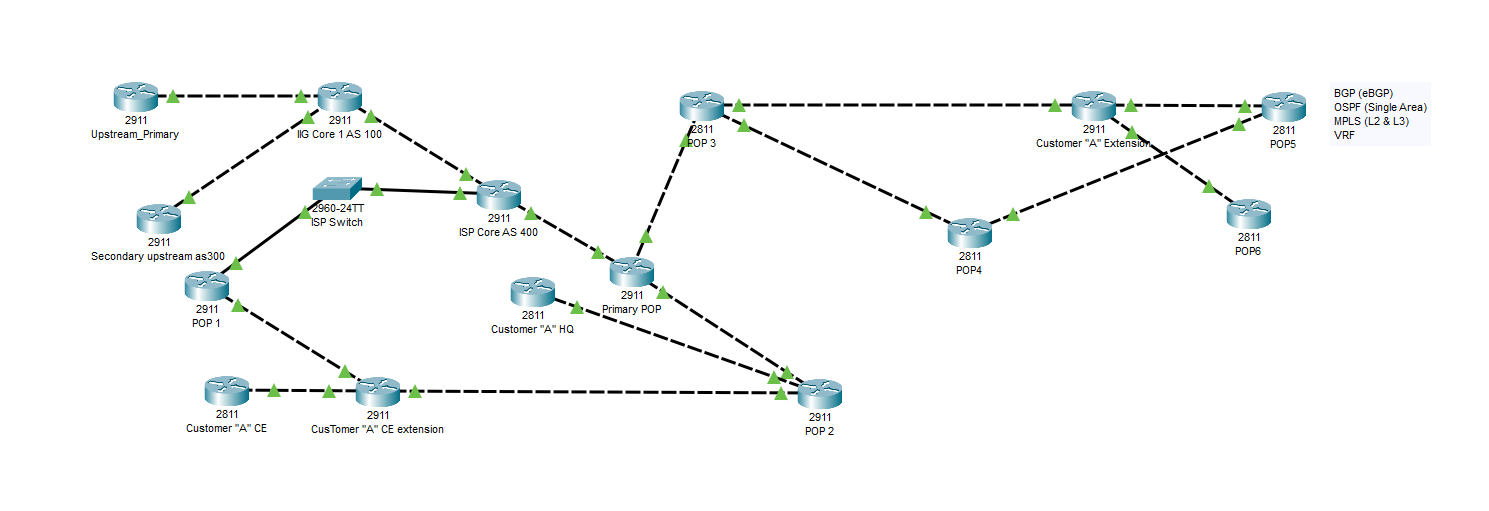 2911
Upstream_Primary
2911
IIG Core 1 AS 100
2811
POP 3
2911
Customer "A" Extension
2811
POP5
BGP (eBGP)
OSPF (Single Area)
MPLS (L2 & L3)
VRF
2960-24TT
ISP Switch
2911
ISP Core AS 400
2911
Secondary upstream as300
2811
POP4
2811
POP6
2911
POP 1
2811
Customer "A" HQ
2911
Primary POP
2811
Customer "A" CE
2911
CusTomer "A" CE extension
2911
POP 2